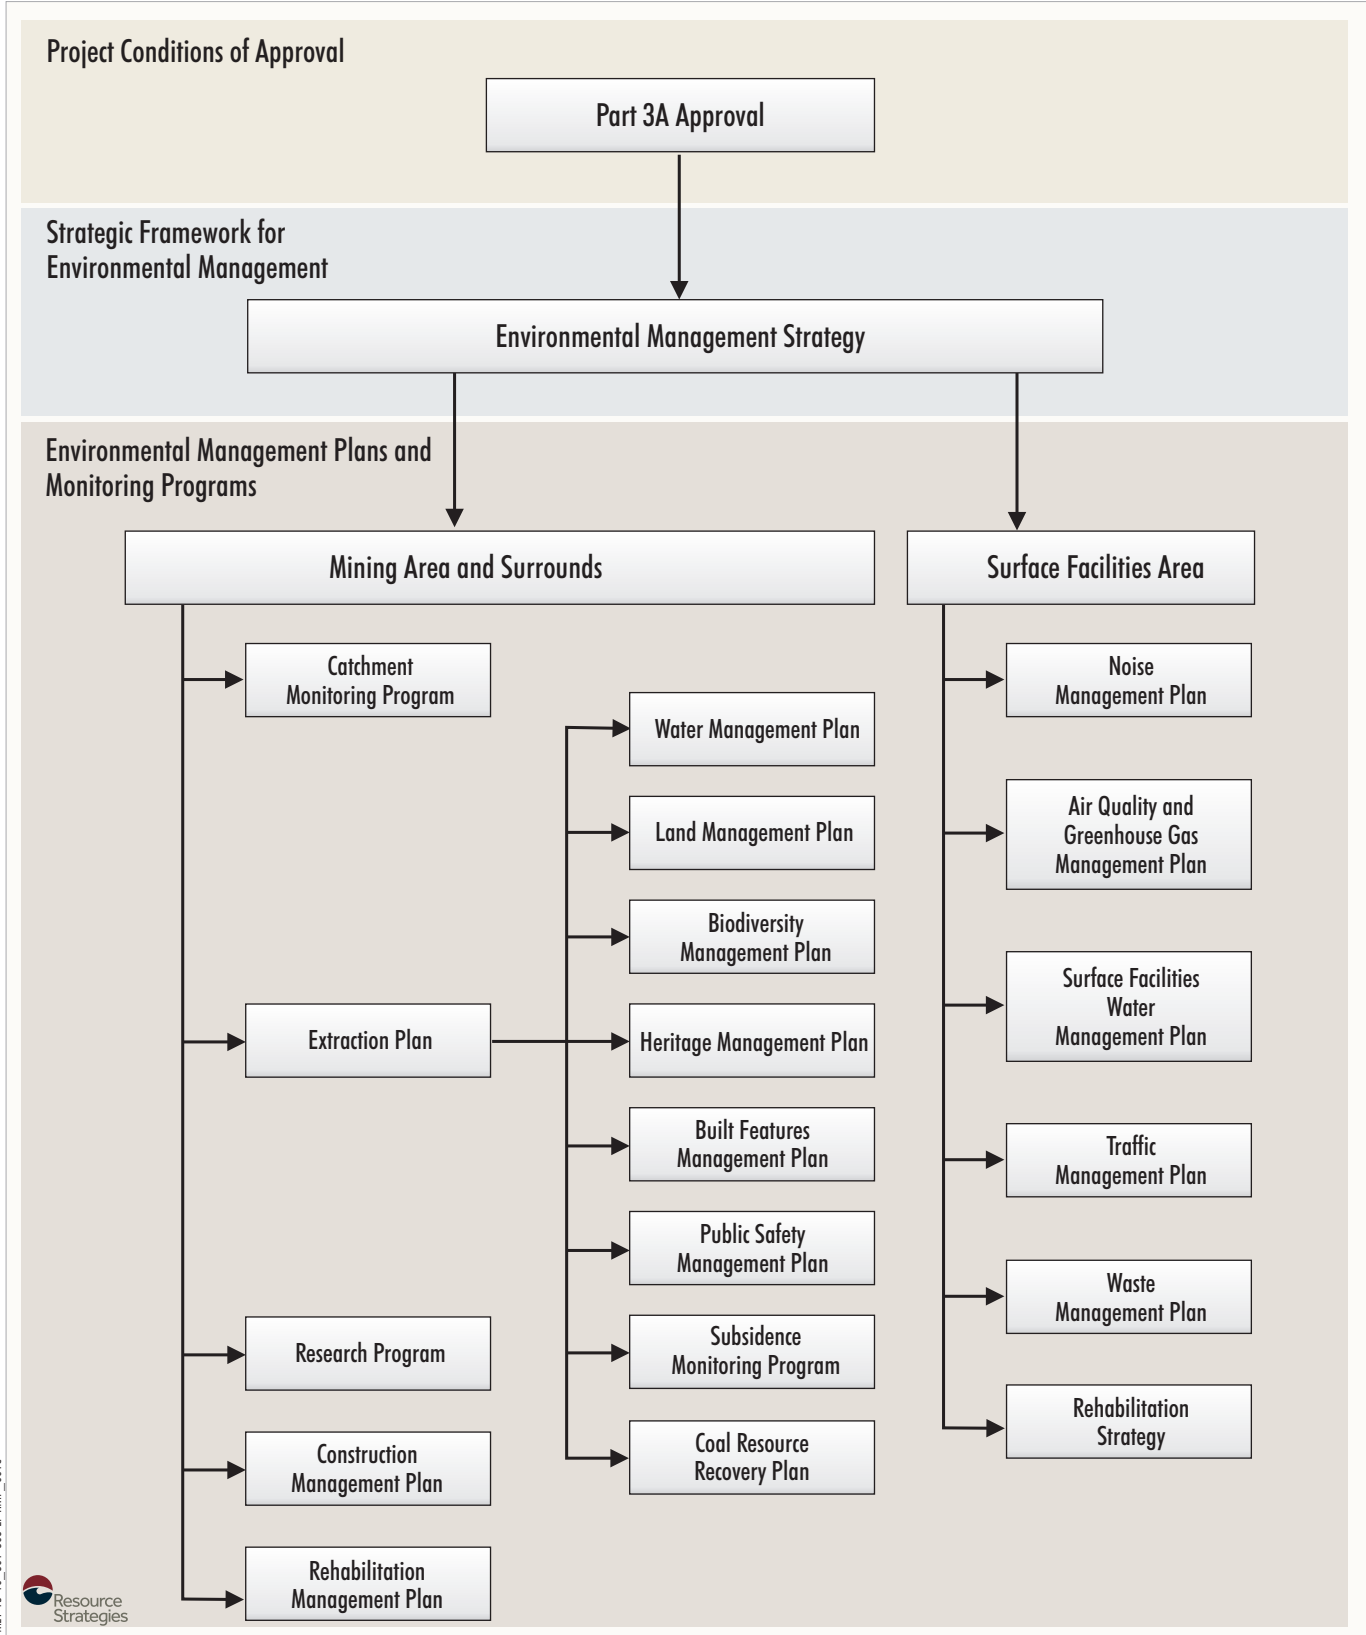 Project Conditions of Approval
Part 3A Approval
Strategic Framework for
Environmental Management
Environmental Management Strategy
Environmental Management Plans and
Monitoring Programs
Mining Area and Surrounds
Surface Facilities Area
Catchment
Monitoring Program
Extraction Plan
Research Program
Construction
Management Plan
Rehabilitation
Management Plan
Water Management Plan
Land Management Plan
Biodiversity
Management Plan
Heritage Management Plan
Built Features
Management Plan
Public Safety
Management Plan
Subsidence
Monitoring Program
Coal Resource
Recovery Plan
Noise
Management Plan
Air Quality and
Greenhouse Gas
Management Plan
Surface Facilities
Water
Management Plan
Traffic
Management Plan
Waste
Management Plan
Rehabilitation
Strategy
Resource
Strategies